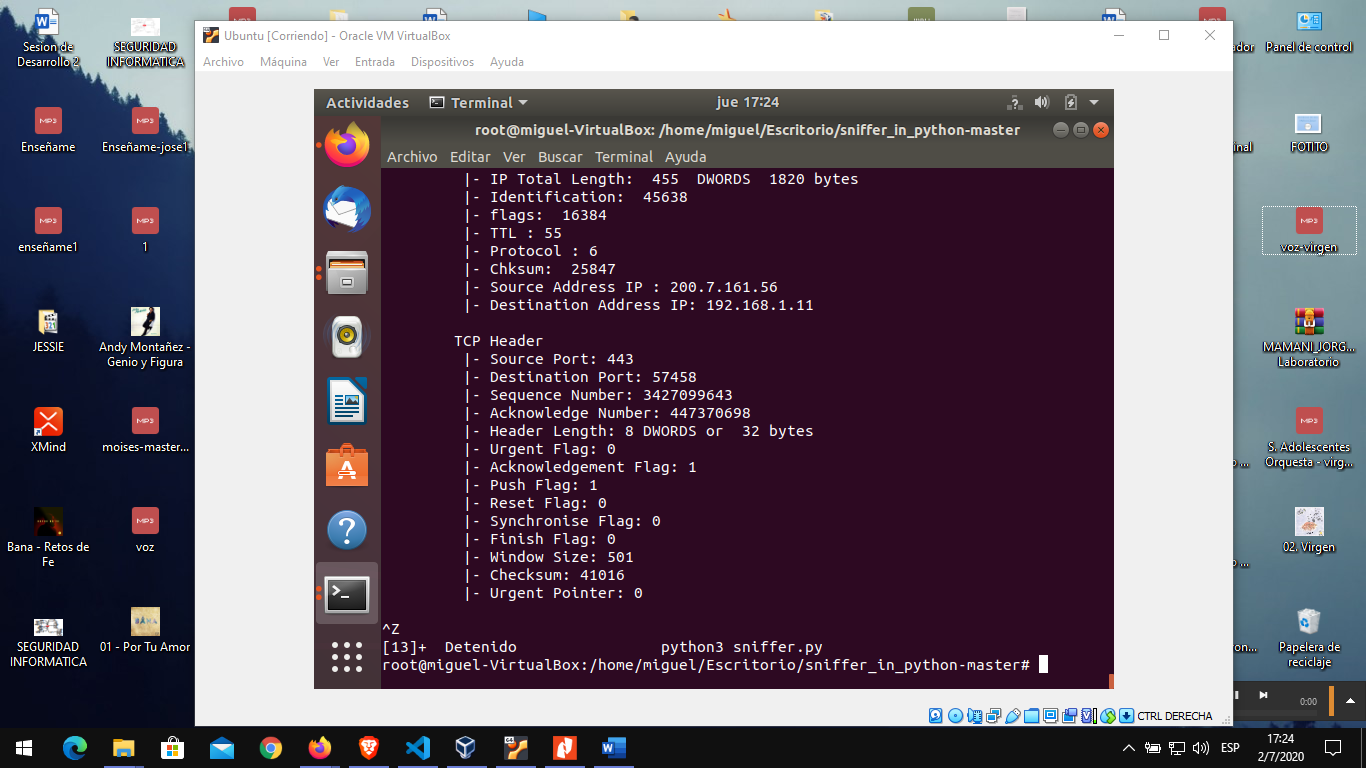 Sesion de
Desarrollo 2
SEGURIDAD
INFORMATICA
Enseñame
Enseñame-jose1
enseñame1
1
JESSIE
Andy Montañez -
Genio y Figura
XMind
moises-master...
Bana - Retos de
Fe
voz
SEGURIDAD
INFORMATICA
01 - Por Tu Amor
Ubuntu [Corriendo] - Oracle VM VirtualBox
Archivo Máquina Ver Entrada Dispositivos Ayuda
Actividades Terminal jue 17:24
root@miguel-VirtualBox: /home/miguel/Escritorio/sniffer_in_python-master
Archivo Editar Ver Buscar Terminal Ayuda
|- IP Total Length:  455  DWORDS  1820 bytes
|- Identification:  45638
|- flags:  16384
|- TTL : 55
|- Protocol : 6
|- Chksum:  25847
|- Source Address IP : 200.7.161.56
|- Destination Address IP: 192.168.1.11
TCP Header
|- Source Port: 443
|- Destination Port: 57458
|- Sequence Number: 3427099643
|- Acknowledge Number: 447370698
|- Header Length: 8 DWORDS or  32 bytes
|- Urgent Flag: 0
|- Acknowledgement Flag: 1
|- Push Flag: 1
|- Reset Flag: 0
|- Synchronise Flag: 0
|- Finish Flag: 0
|- Window Size: 501
|- Checksum: 41016
|- Urgent Pointer: 0
^Z
[13]+  Detenido                python3 sniffer.py
root@miguel-VirtualBox:/home/miguel/Escritorio/sniffer_in_python-master#
CTRL DERECHA
Panel de control
FOTITO
MP3
voz-virgen
MAMANI_JORG...
Laboratorio
MP3
S. Adolescentes
Orquesta - virg...
02. Virgen
Papelera de
reciclaje
0:00
ESP
17:24
2/7/2020